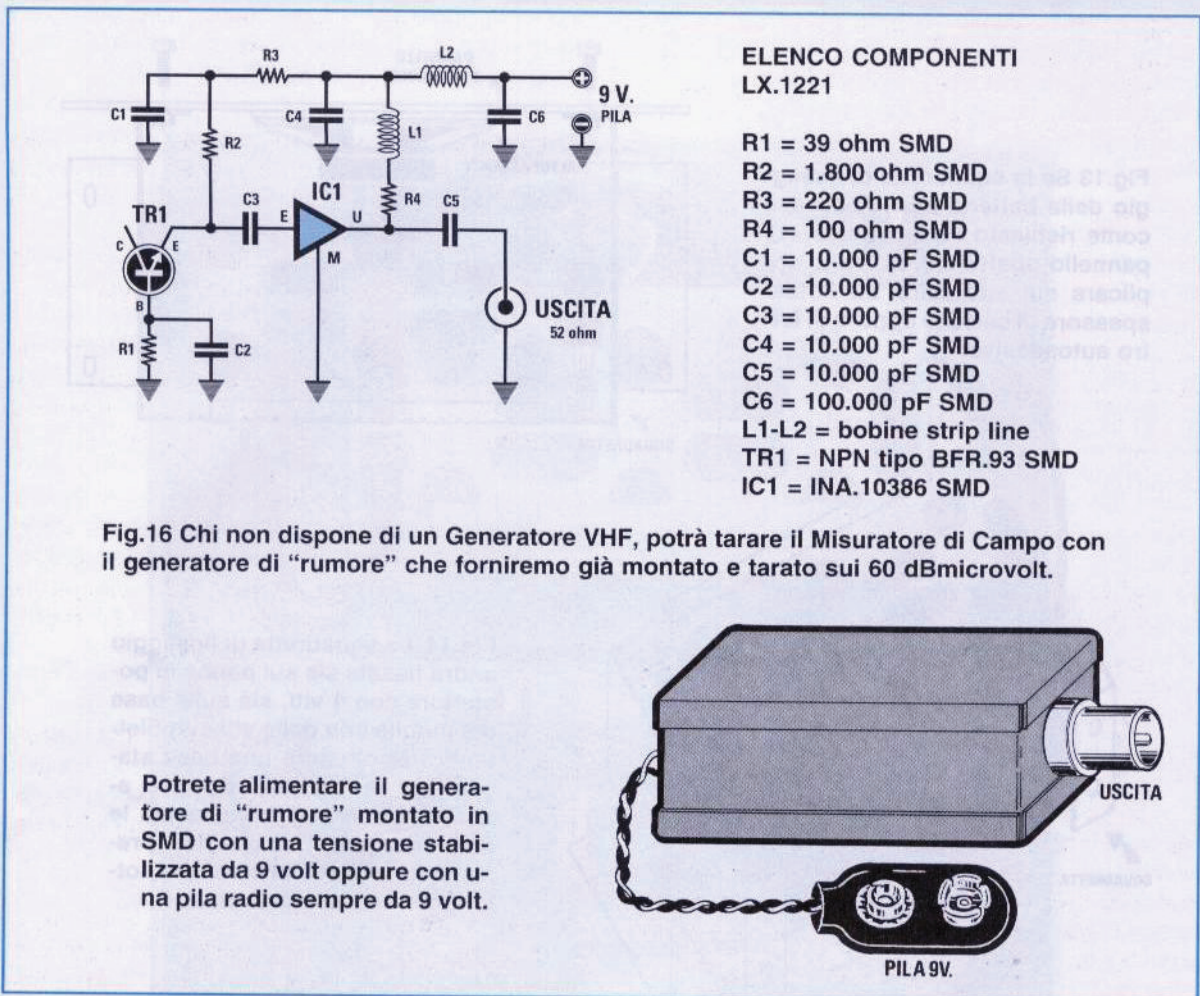 R3
L2
C1
R2
C4
L1
C6
+
9 V.
PILA
-
TR1
C
E
B
C3
IC1
E
U
M
R4
C5
R1
C2
USCITA
52 ohm
ELENCO COMPONENTI
LX.1221
R1 = 39 ohm SMD
R2 = 1.800 ohm SMD
R3 = 220 ohm SMD
R4 = 100 ohm SMD
C1 = 10.000 pF SMD
C2 = 10.000 pF SMD
C3 = 10.000 pF SMD
C4 = 10.000 pF SMD
C5 = 10.000 pF SMD
C6 = 100.000 pF SMD
L1-L2 = bobine strip line
TR1 = NPN tipo BFR.93 SMD
IC1 = INA.10386 SMD
Fig.16 Chi non dispone di un Generatore VHF, potrà tarare il Misuratore di Campo con
il generatore di “rumore” che forniremo già montato e tarato sui 60 dBmicrovolt.
Potrete alimentare il genera-
tore di “rumore” montato in
SMD con una tensione stabi-
lizzata da 9 volt oppure con u-
na pila radio sempre da 9 volt.
USCITA
PILA 9V.